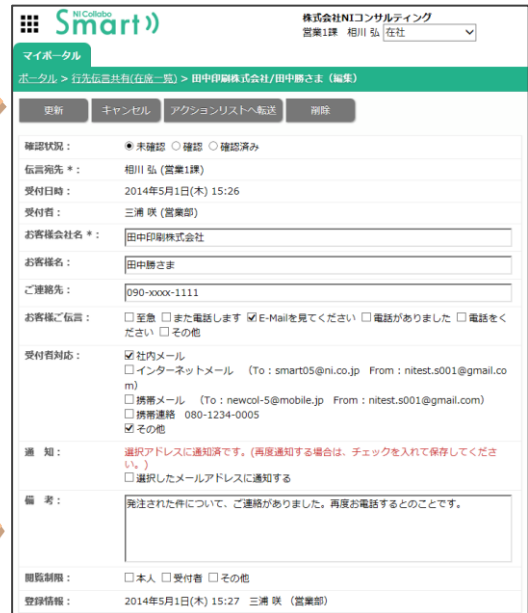 NI Collabo
Smart
株式会社NIコンサルティング
営業1課 相川 弘 在社
マイポータル
ポータル > 行先伝言共有(在席一覧) > 田中印刷株式会社/田中勝さま（編集）
更新 キャンセル アクションリストへ転送 削除
確認状況： 未確認 確認 確認済み
伝言宛先 *： 相川 弘 (営業1課)
受付日時： 2014年5月1日(木) 15:26
受付者： 三浦 咲 (営業部)
お客様会社名 *： 田中印刷株式会社
お客様名： 田中勝さま
ご連絡先： 090-xxxx-1111
お客様ご伝言： 至急 また電話します E-Mailを見てください 電話がありました 電話をく
ださい その他
受付者対応： 社内メール
インターネットメール （To：smart05@ni.co.jp From：nitest.s001@gmail.co
m）
携帯メール （To：newcol-5@mobile.jp From：nitest.s001@gmail.com）
携帯連絡 080-1234-0005
その他
通 知： 選択アドレスに通知済です。(再度通知する場合は、チェックを入れて保存してくださ
い。)
選択したメールアドレスに通知する
備 考： 発注された件について、ご連絡がありました。再度お電話するとのことです。
閲覧制限： 本人 受付者 その他
登録情報： 2014年5月1日(木) 15:27 三浦 咲 （営業部）